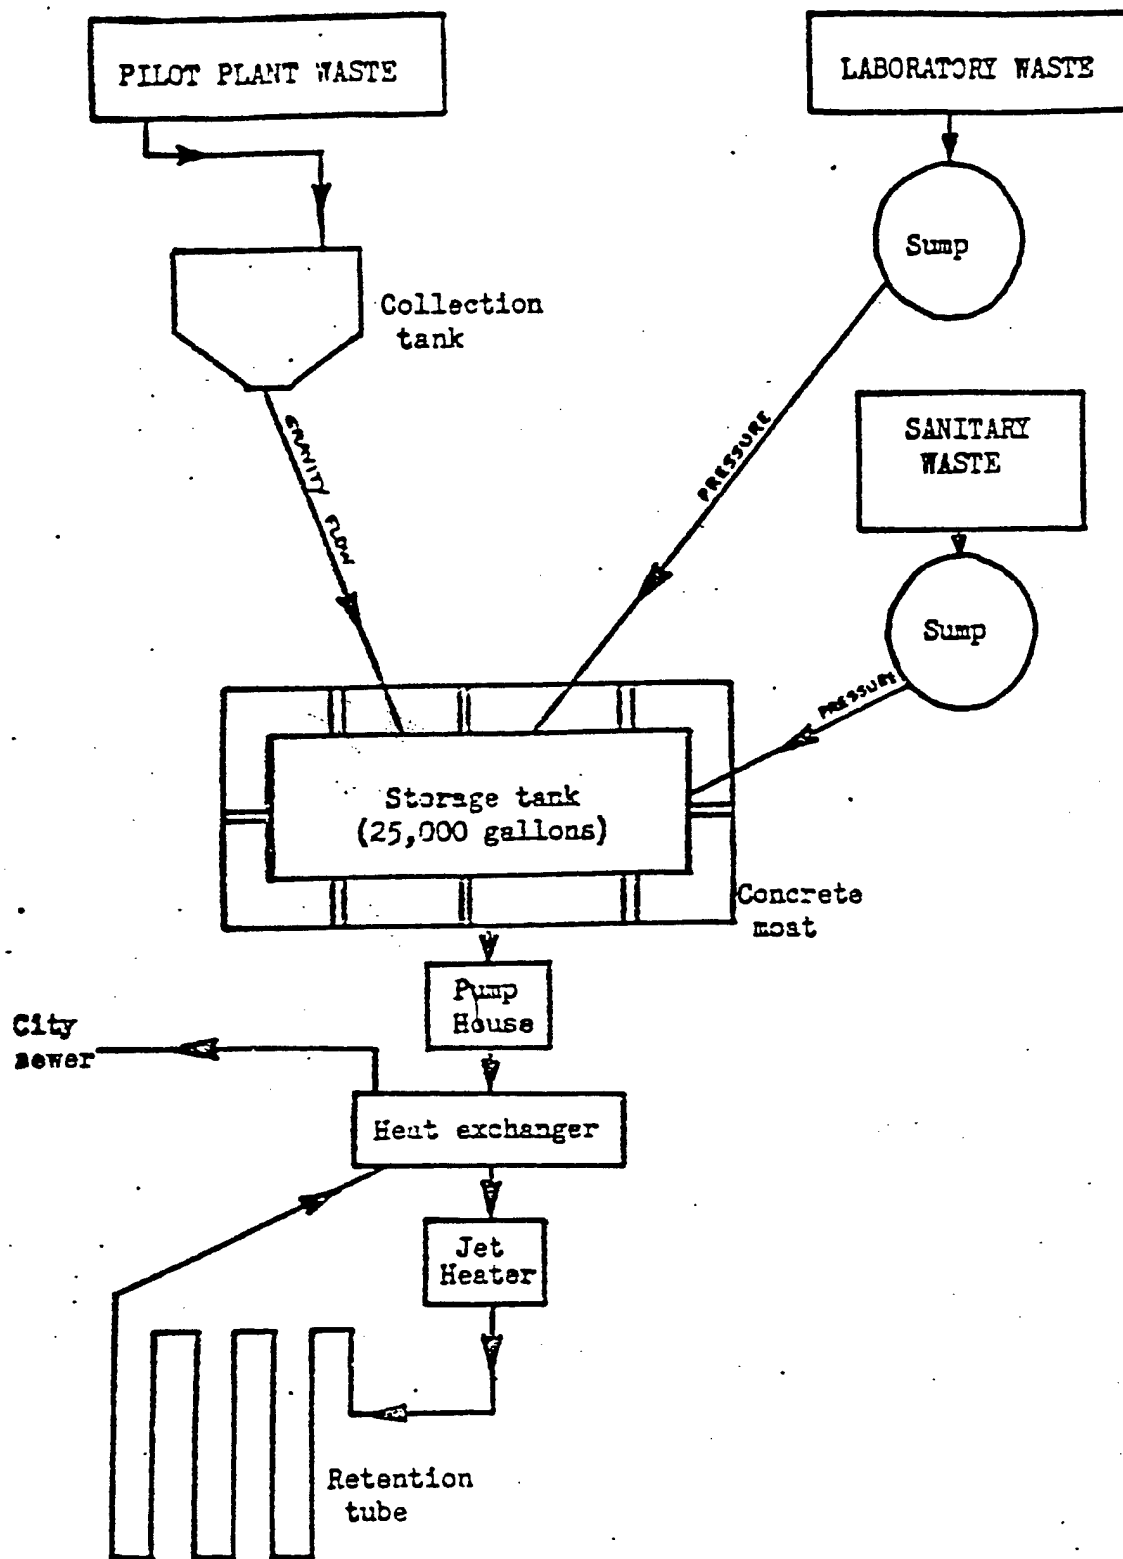 PILOT PLANT WASTE
LABORATORY WASTE
Sump
Collection
tank
GRAVITY FLOW
PRESSURE
SANITARY
WASTE
Sump
PRESSURE
Storage tank
(25,000 gallons)
Concrete
moat
Pump
House
City
sewer
Heat exchanger
Jet
Heater
Retention
tube